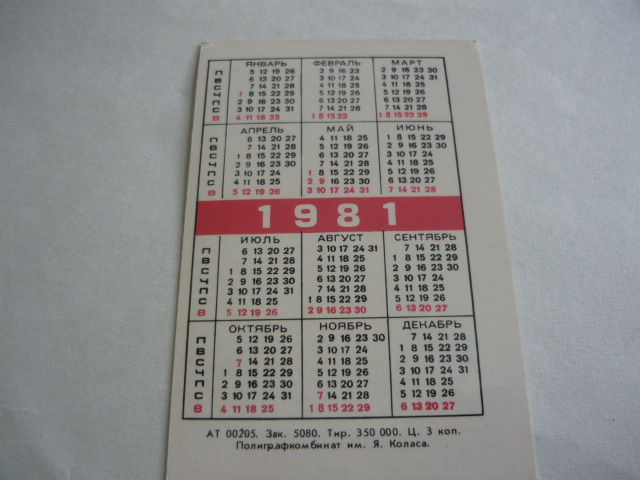 ЯНВАРЬ ФЕВРАЛЬ МАРТ
П 5 12 19 26 2 9 16 23 2 9 16 23 30
В 6 13 20 27 3 10 17 24 3 10 17 24 31
С 7 14 21 28 4 11 18 25 4 11 18 25
Ч 1 8 15 22 29 5 12 19 26 5 12 19 26
П 2 9 16 23 30 6 13 20 27 6 13 20 27
С 3 10 17 24 31 7 14 21 28 7 14 21 28
В 4 11 18 25 1 8 15 22 1 8 15 22 29
АПРЕЛЬ МАЙ ИЮНЬ
П 6 13 20 27 4 11 18 25 1 8 15 22 29
В 7 14 21 28 5 12 19 26 2 9 16 23 30
С 1 8 15 22 29 6 13 20 27 3 10 17 24
Ч 2 9 16 23 30 7 14 21 28 4 11 18 25
П 3 10 17 24 1 8 15 22 29 5 12 19 26
С 4 11 18 25 2 9 16 23 30 6 13 20 27
В 5 12 19 26 3 10 17 24 31 7 14 21 28
1981
ИЮЛЬ АВГУСТ СЕНТЯБРЬ
П 6 13 20 27 3 10 17 24 31 7 14 21 28
В 7 14 21 28 4 11 18 25 1 8 15 22 29
С 1 8 15 22 29 5 12 19 26 2 9 16 23 30
Ч 2 9 16 23 30 6 13 20 27 3 10 17 24
П 3 10 17 24 31 7 14 21 28 4 11 18 25
С 4 11 18 25 1 8 15 22 29 5 12 19 26
В 5 12 19 26 2 9 16 23 30 6 13 20 27
ОКТЯБРЬ НОЯБРЬ ДЕКАБРЬ
П 5 12 19 26 2 9 16 23 30 7 14 21 28
В 6 13 20 27 3 10 17 24 1 8 15 22 29
С 7 14 21 28 4 11 18 25 2 9 16 23 30
Ч 1 8 15 22 29 5 12 19 26 3 10 17 24 31
П 2 9 16 23 30 6 13 20 27 4 11 18 25
С 3 10 17 24 31 7 14 21 28 5 12 19 26
В 4 11 18 25 1 8 15 22 29 6 13 20 27
АТ 00205. Зак. 5080. Тир. 350 000. Ц. 3 коп.
Полиграфкомбинат им. Я. Коласа.